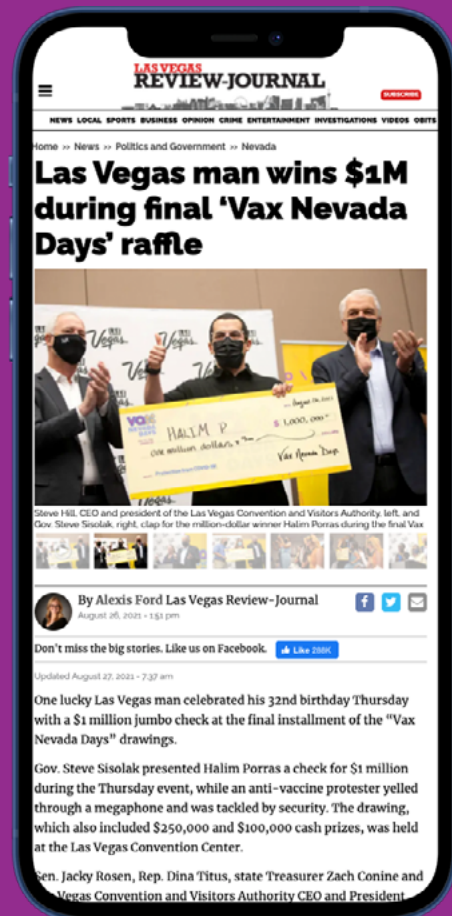 LAS VEGAS
REVIEW-JOURNAL
SUBSCRIBE
NEWS LOCAL SPORTS BUSINESS OPINION CRIME ENTERTAINMENT INVESTIGATIONS VIDEOS OBITS
Home >> News >> Politics and Government >> Nevada
Las Vegas man wins $1M
during final ‘Vax Nevada
Days’ raffle
Vegas
Vegas
HALIM P
$ 1,000,000
one million dollars
Vax Nevada Days
Steve Hill, CEO and president of the Las Vegas Convention and Visitors Authority, left, and
Gov. Steve Sisolak, right, clap for the million-dollar winner Halim Porras during the final Vax
By Alexis Ford Las Vegas Review-Journal
August 26, 2021 - 1:51 pm
Don't miss the big stories. Like us on Facebook.
Like 288K
Updated August 27, 2021 - 7:37 am
One lucky Las Vegas man celebrated his 32nd birthday Thursday
with a $1 million jumbo check at the final installment of the “Vax
Nevada Days” drawings.
Gov. Steve Sisolak presented Halim Porras a check for $1 million
during the Thursday event, while an anti-vaccine protester yelled
through a megaphone and was tackled by security. The drawing,
which also included $250,000 and $100,000 cash prizes, was held
at the Las Vegas Convention Center.
Sen. Jacky Rosen, Rep. Dina Titus, state Treasurer Zach Conine and
Vegas Convention and Visitors Authority CEO and President